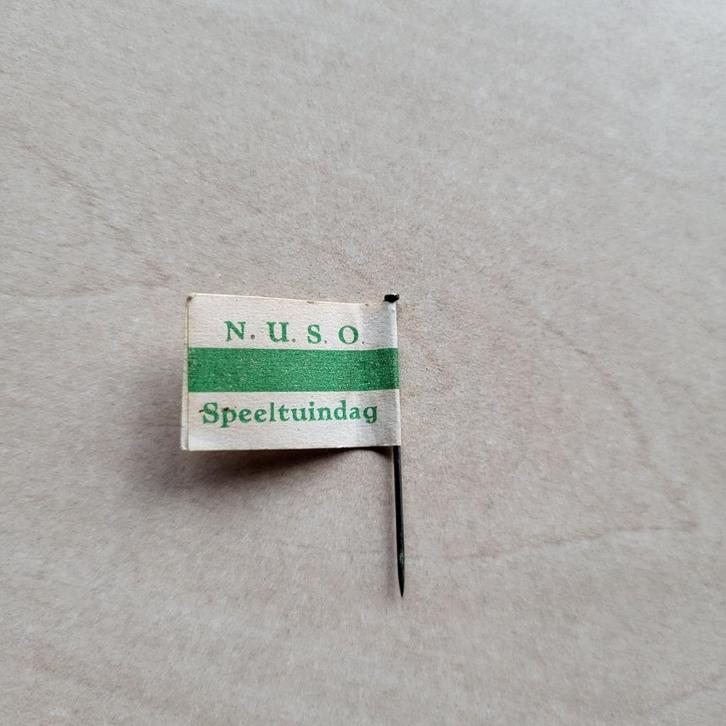 N. U. S. O.
Speeltuindag